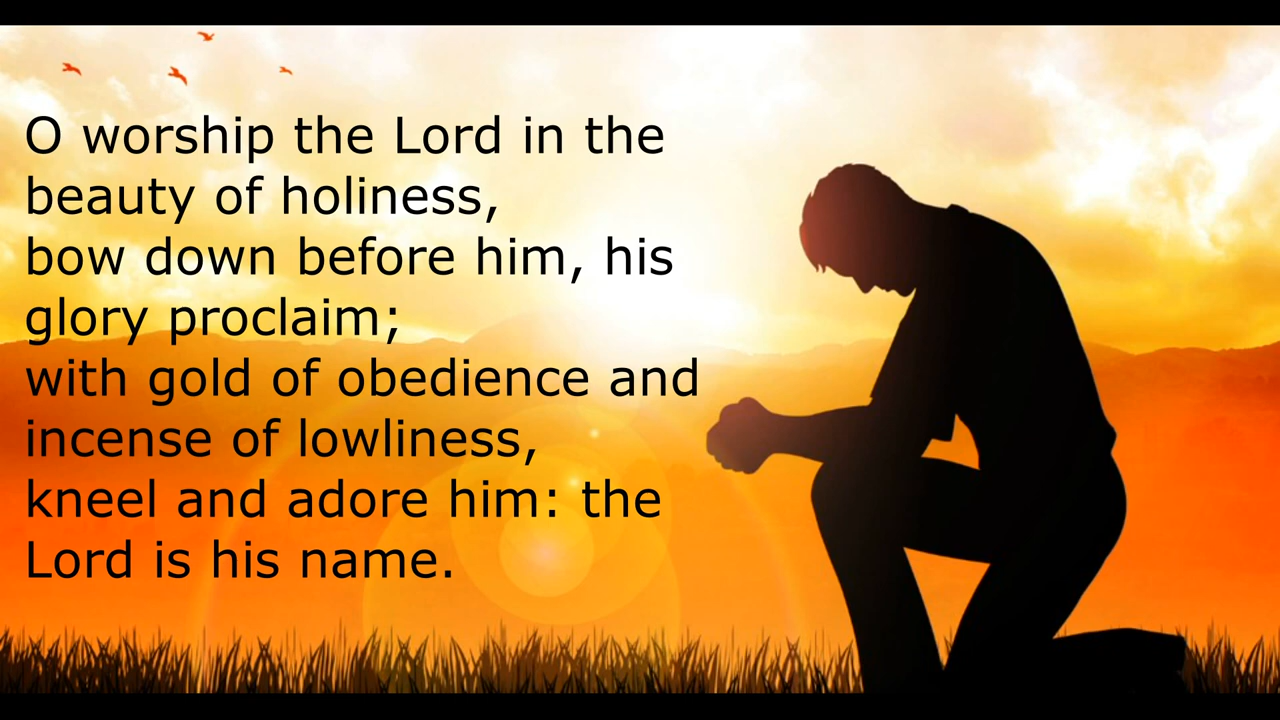 O worship the Lord in the
beauty of holiness,
bow down before him, his
glory proclaim;
with gold of obedience and
incense of lowliness,
kneel and adore him: the
Lord is his name.